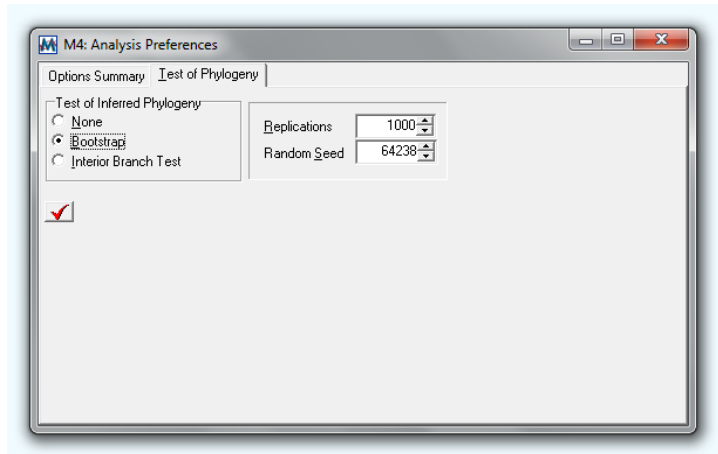 M4: Analysis Preferences
Options Summary Test of Phylogeny
Test of Inferred Phylogeny
None
Bootstrap
Interior Branch Test
Replications 1000
Random Seed 64238